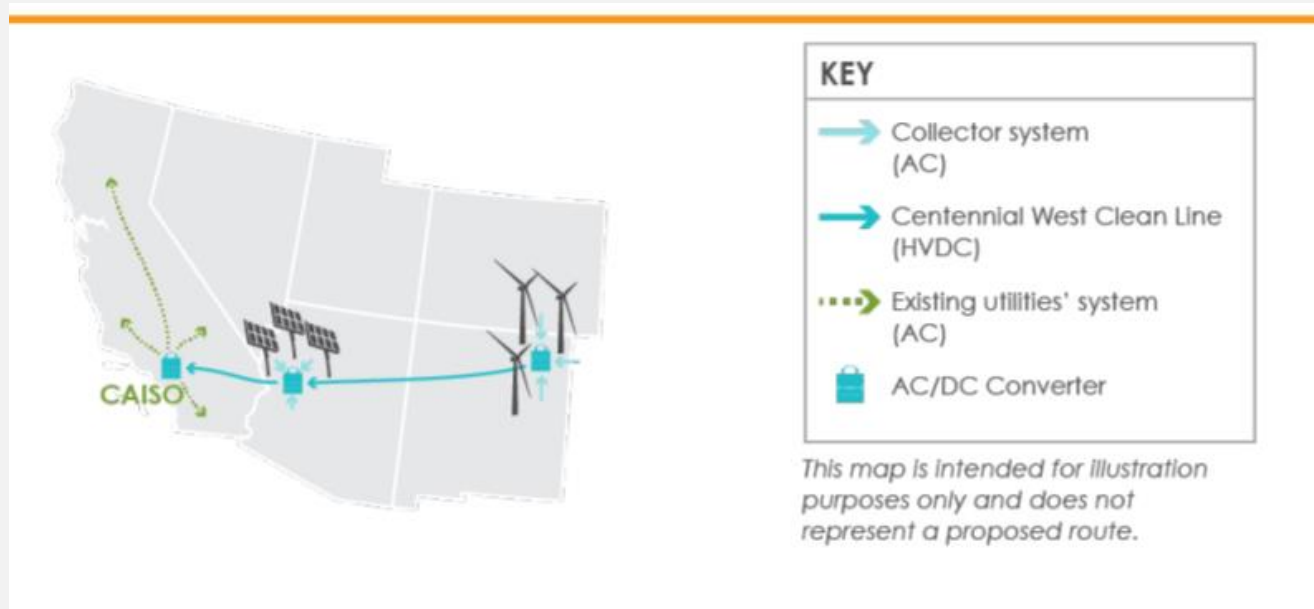 CAISO
KEY
Collector system
(AC)
Centennial West Clean Line
(HVDC)
Existing utilities' system
(AC)
AC/DC Converter
This map is intended for illustration
purposes only and does not
represent a proposed route.